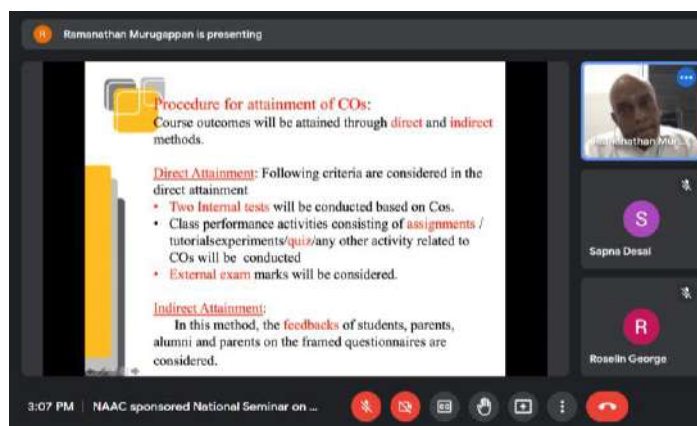 R
Ramanathan Murugappan is presenting
Procedure for attainment of COs:
Course outcomes will be attained through direct and indirect
methods.
Direct Attainment: Following criteria are considered in the
direct attainment
• Two Internal tests will be conducted based on Cos.
• Class performance activities consisting of assignments /
tutorialsexperiments/quiz/any other activity related to
COs will be conducted
• External exam marks will be considered.
Indirect Attainment:
In this method, the feedbacks of students, parents,
alumni and parents on the framed questionnaires are
considered.
Ramanathan Mur...
S
Sapna Desai
R
Roselin George
3:07 PM | NAAC sponsored National Seminar on ...